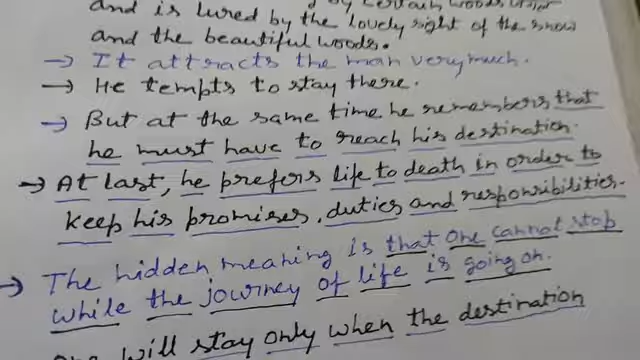 by certain woods
and is lured by the lovely sight of the snow
and the beautiful woods.
→ It attracts the man very much.
→ He tempts to stay there.
→ But at the same time he remembers that
he must have to reach his destination.
→ At last, he prefers life to death in order to
keep his promises, duties and responsibilities.
→ The hidden meaning is that one cannot stop
while the journey of life is going on.
one will stay only when the destination